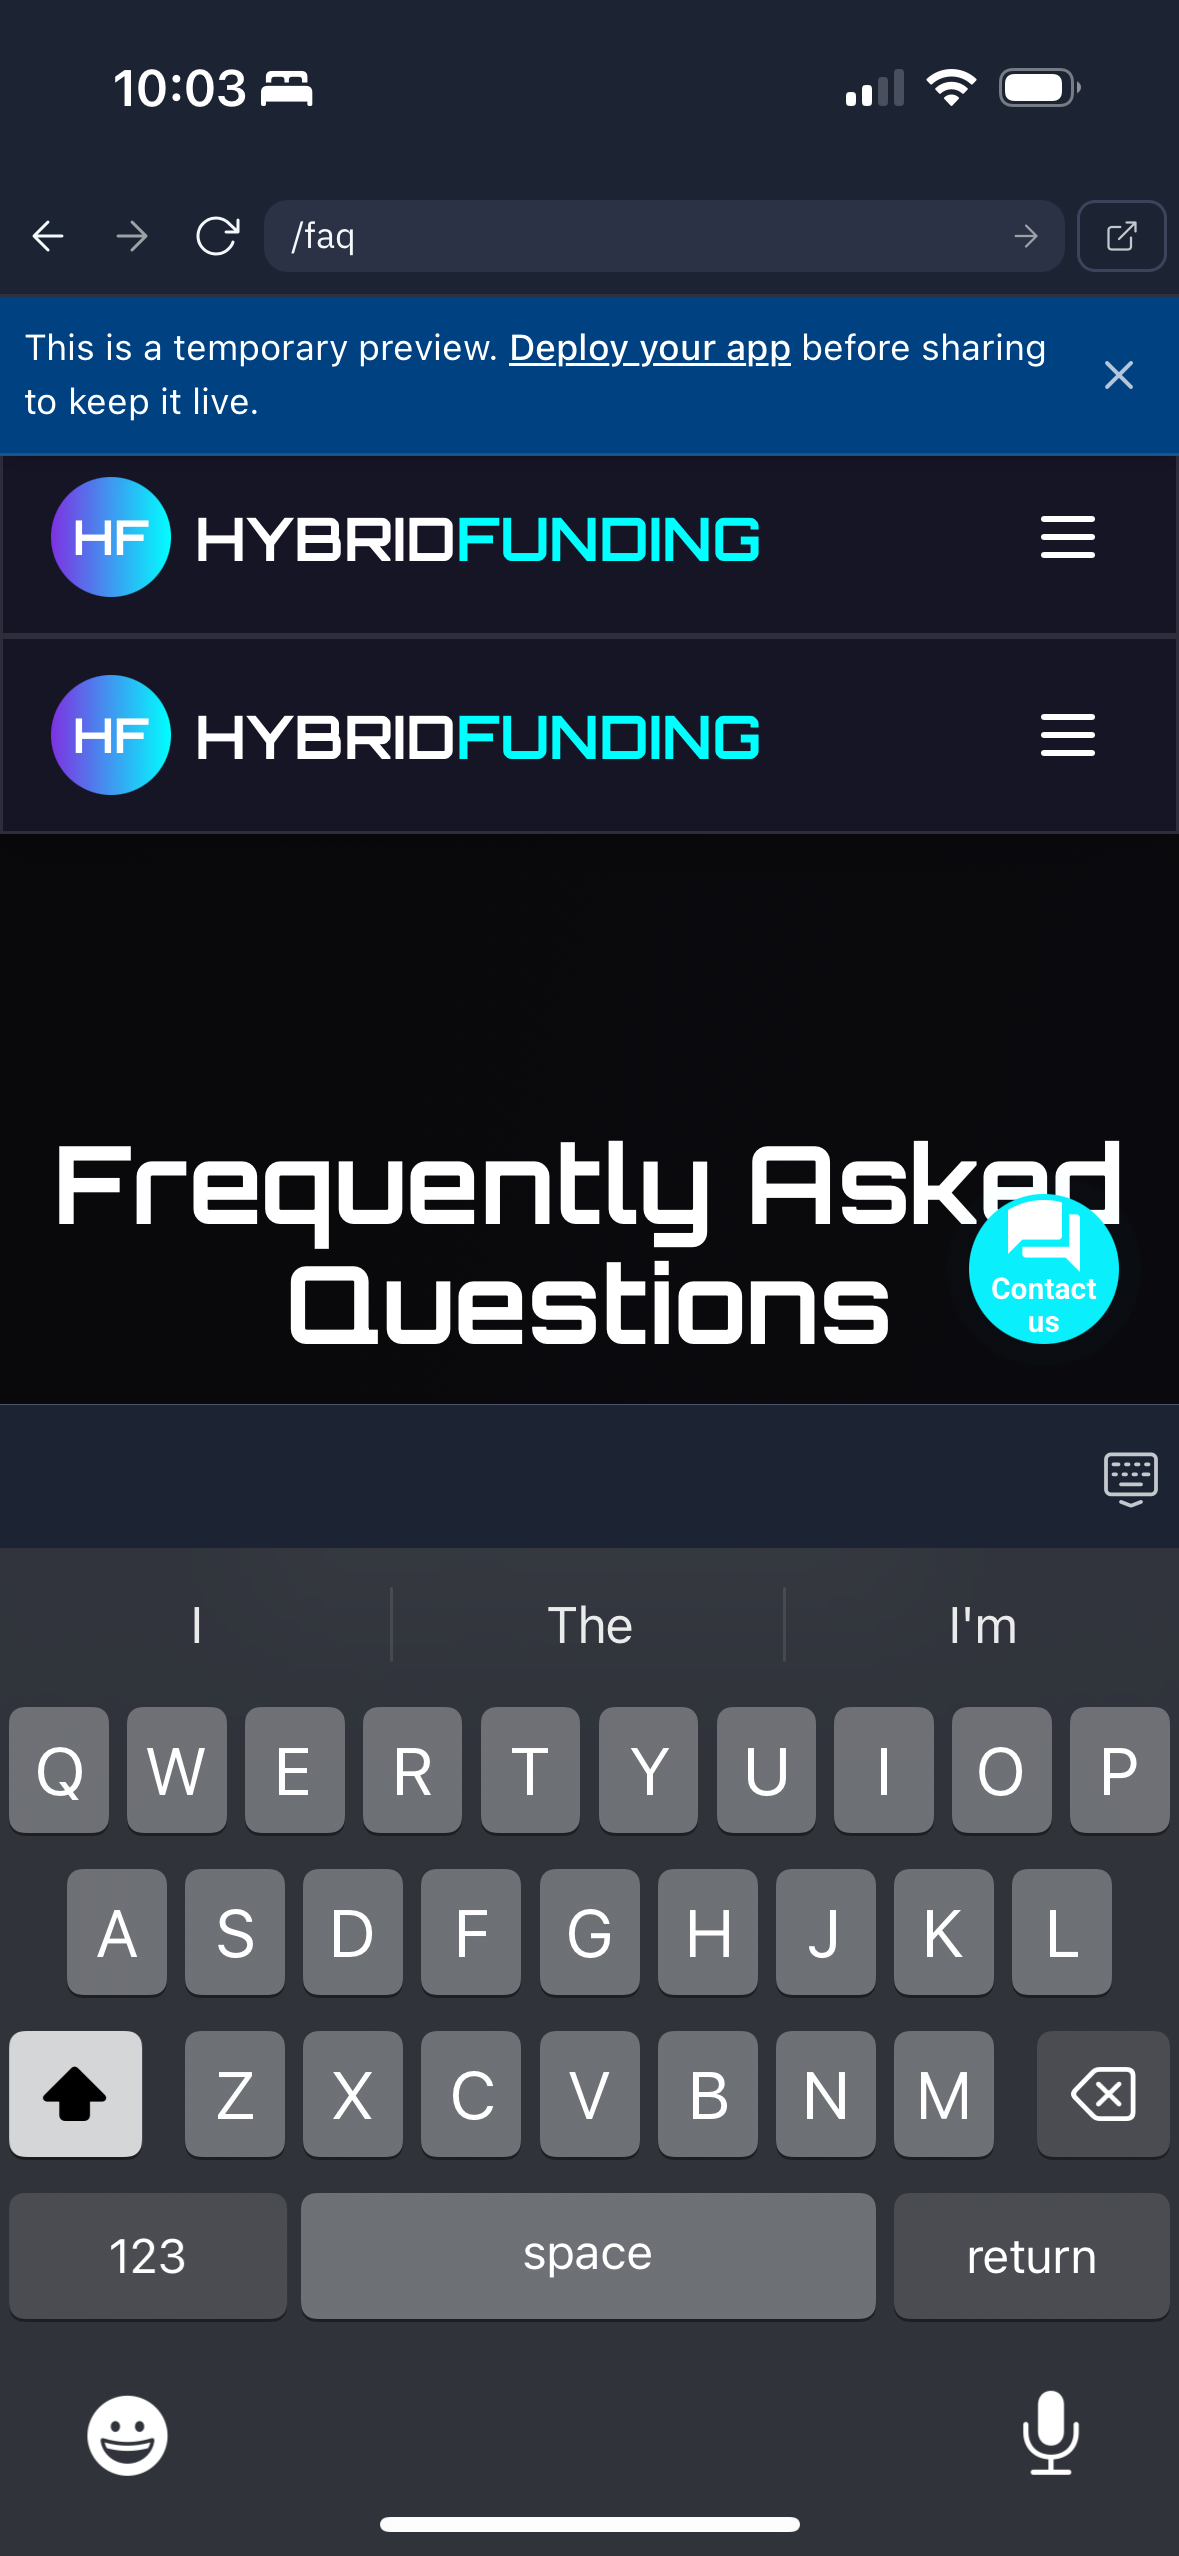 10:03
/faq
This is a temporary preview. Deploy your app before sharing
to keep it live.
HF HYBRIDFUNDING
HF HYBRIDFUNDING
Frequently Asked
Questions
Contact
us
I The I'm
Q W E R T Y U I O P
A S D F G H J K L
Z X C V B N M
123 space return